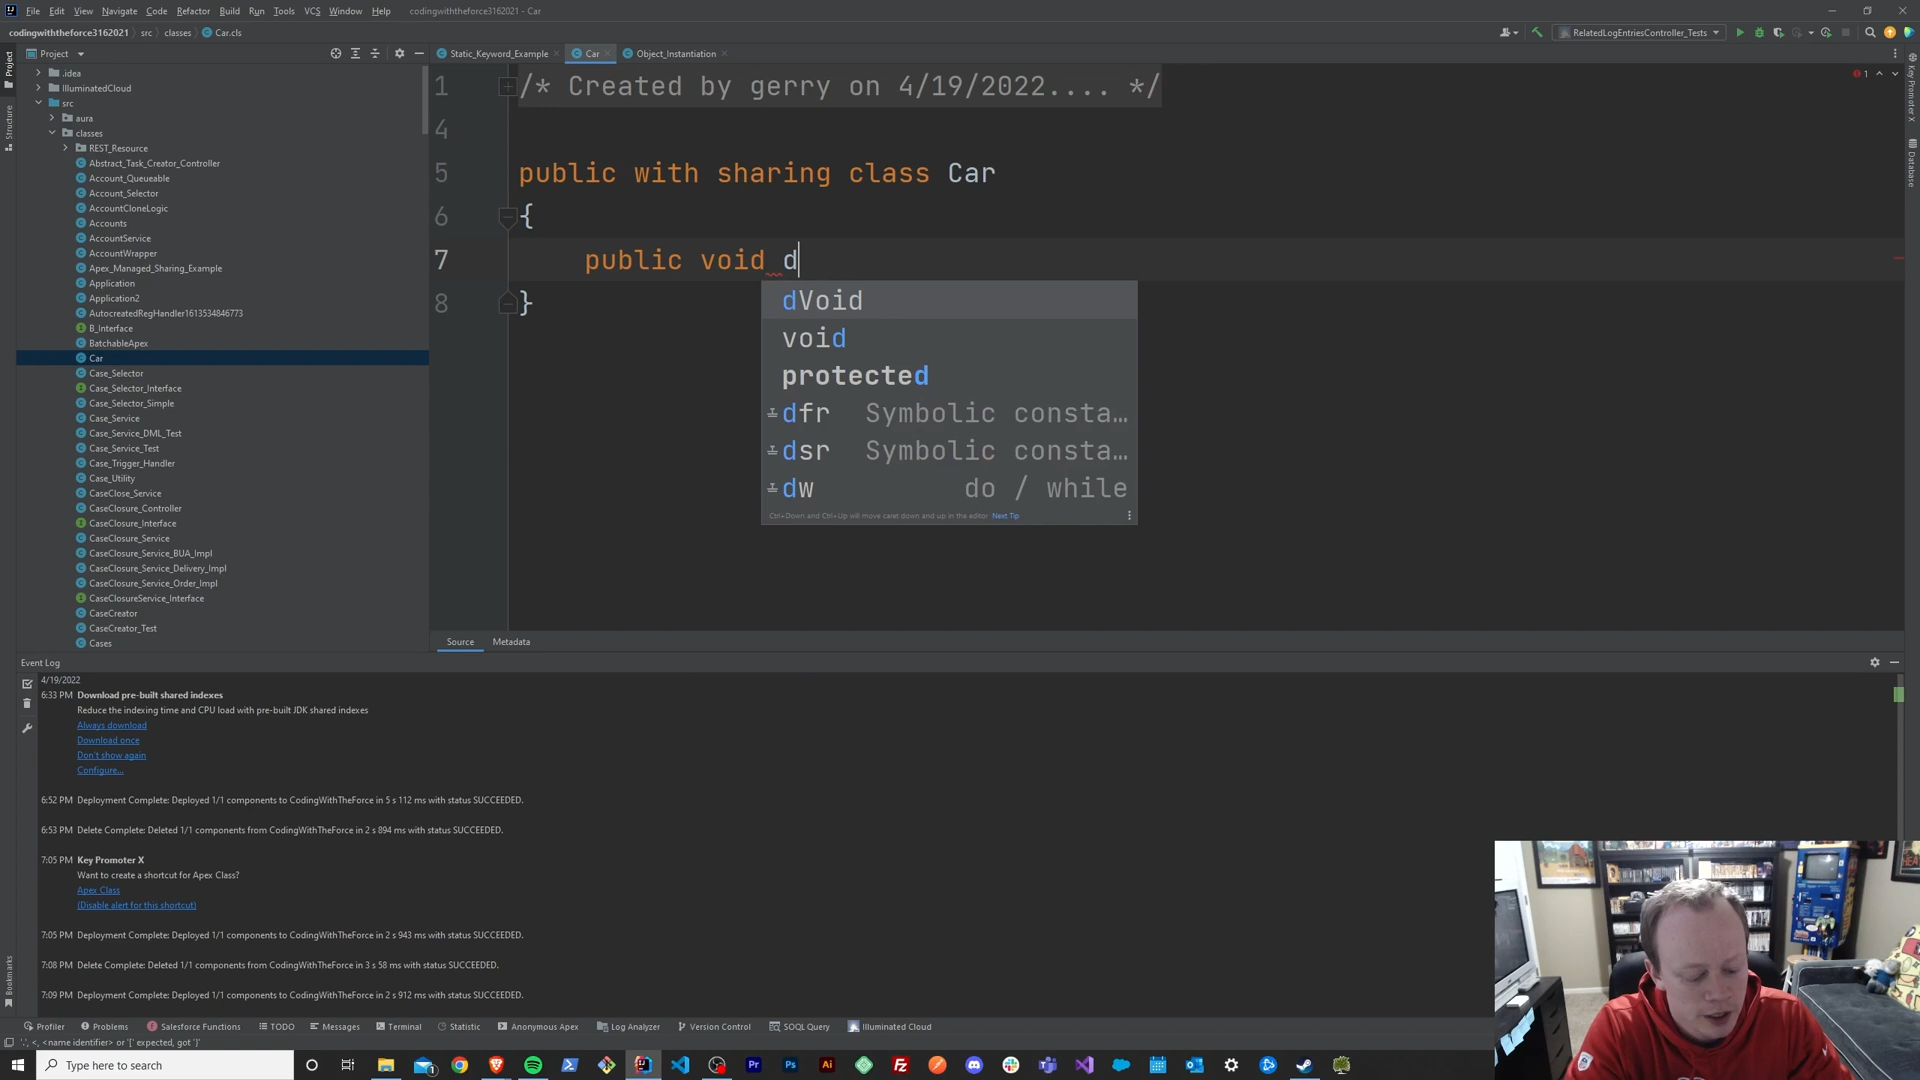 File Edit View Navigate Code Refactor Build Run Tools VCS Window Help codingwiththeforce3162021 - Car
codingwiththeforce3162021 src classes Car.cls RelatedLogEntriesController_Tests
Project Static_Keyword_Example Car Object_Instantiation
.idea
IlluminatedCloud
src
aura
classes
REST_Resource
Abstract_Task_Creator_Controller
Account_Queueable
Account_Selector
AccountCloneLogic
Accounts
AccountService
AccountWrapper
Apex_Managed_Sharing_Example
Application
Application2
AutocreatedRegHandler1613534846773
B_Interface
BatchableApex
Car
Case_Selector
Case_Selector_Interface
Case_Selector_Simple
Case_Service
Case_Service_DML_Test
Case_Service_Test
Case_Trigger_Handler
Case_Utility
CaseClose_Service
CaseClosure_Controller
CaseClosure_Interface
CaseClosure_Service
CaseClosure_Service_BUA_Impl
CaseClosure_Service_Delivery_Impl
CaseClosure_Service_Order_Impl
CaseClosureService_Interface
CaseCreator
CaseCreator_Test
Cases
1 /* Created by gerry on 4/19/2022.... */
4
5 public with sharing class Car
6 {
7 public void d
8 }
1
dVoid
void
protected
dfr Symbolic consta…
dsr Symbolic consta…
dw do / while
Ctrl+Down and Ctrl+Up will move caret down and up in the editor Next Tip
Source Metadata
Project
Structure
Bookmarks
Key Promoter X
Database
Event Log
4/19/2022
6:33 PM Download pre-built shared indexes
Reduce the indexing time and CPU load with pre-built JDK shared indexes
Always download
Download once
Don't show again
Configure...
6:52 PM Deployment Complete: Deployed 1/1 components to CodingWithTheForce in 5 s 112 ms with status SUCCEEDED.
6:53 PM Delete Complete: Deleted 1/1 components from CodingWithTheForce in 2 s 894 ms with status SUCCEEDED.
7:05 PM Key Promoter X
Want to create a shortcut for Apex Class?
Apex Class
(Disable alert for this shortcut)
7:05 PM Deployment Complete: Deployed 1/1 components to CodingWithTheForce in 2 s 943 ms with status SUCCEEDED.
7:08 PM Delete Complete: Deleted 1/1 components from CodingWithTheForce in 3 s 58 ms with status SUCCEEDED.
7:09 PM Deployment Complete: Deployed 1/1 components to CodingWithTheForce in 2 s 912 ms with status SUCCEEDED.
Profiler Problems Salesforce Functions TODO Messages Terminal Statistic Anonymous Apex Log Analyzer Version Control SOQL Query Illuminated Cloud
'.', <, <name identifier> or '[' expected, got '}'
Type here to search